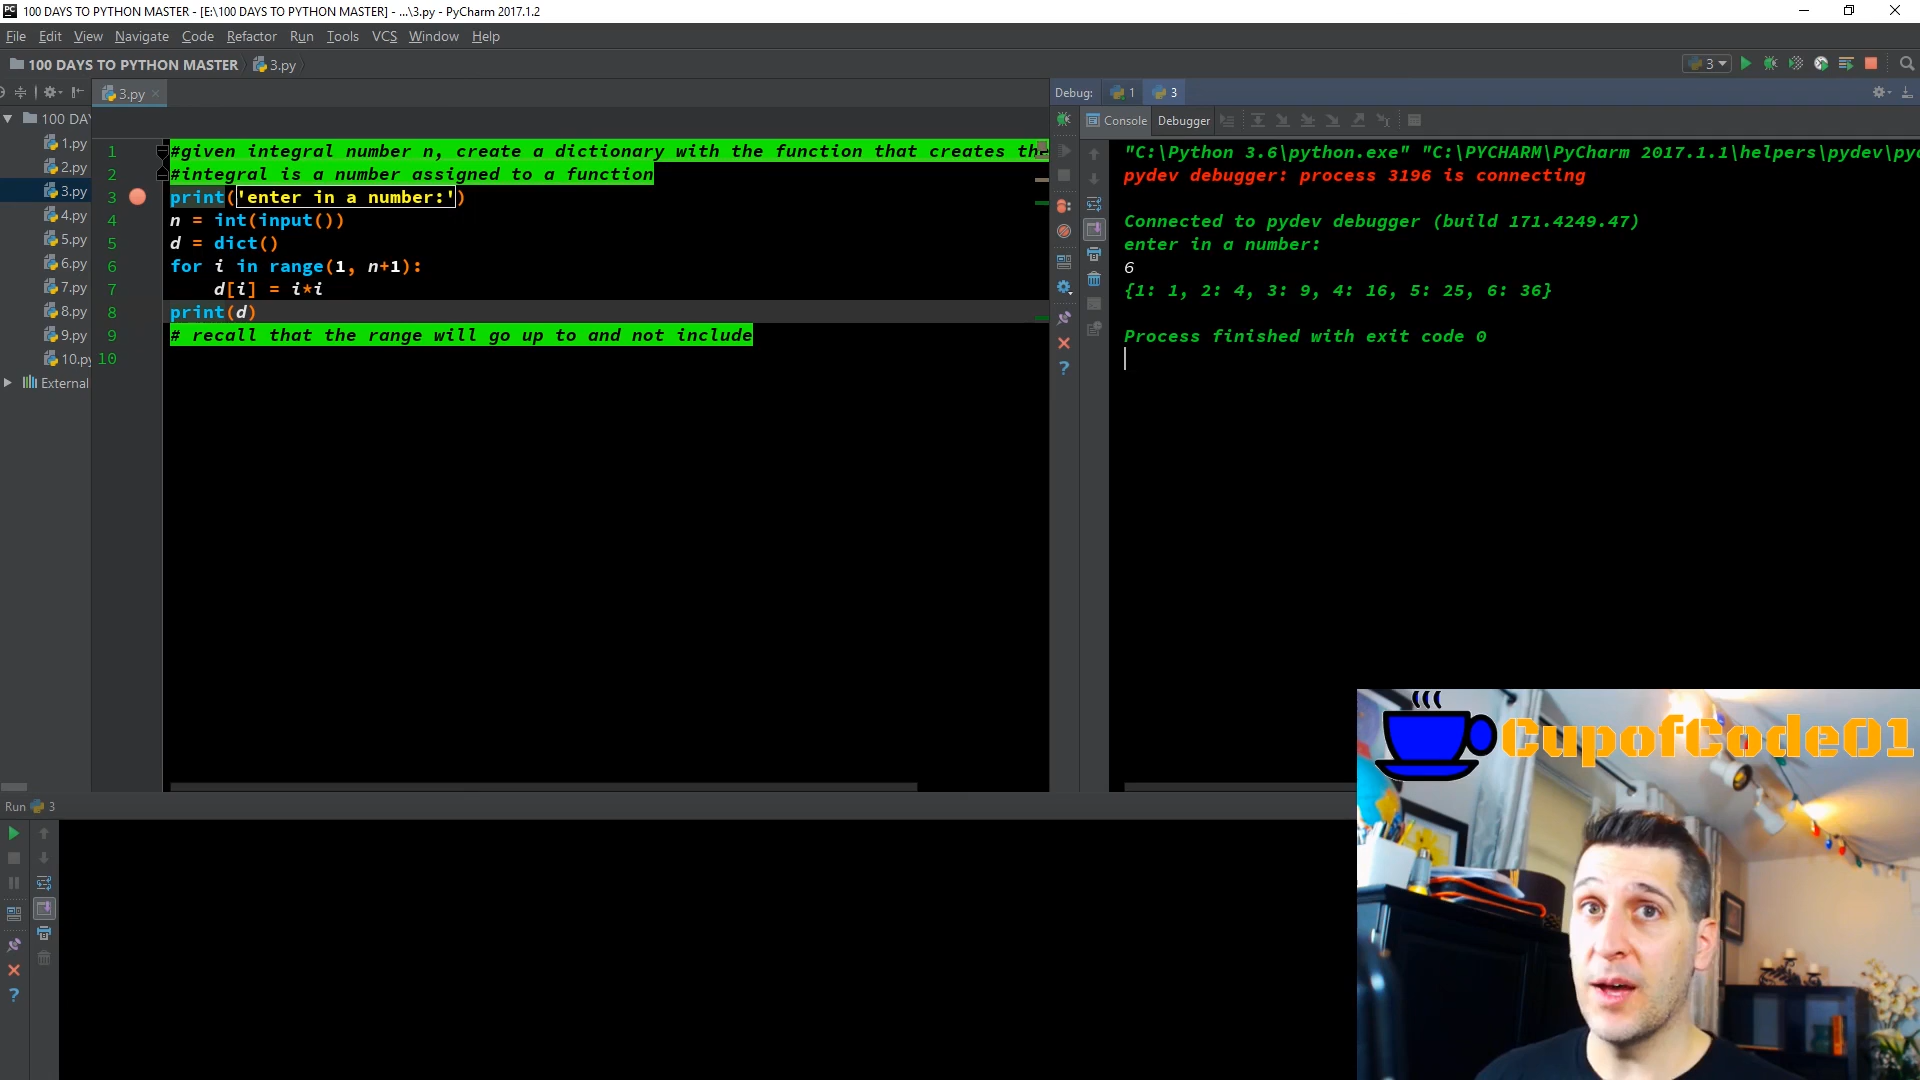 100 DAYS TO PYTHON MASTER - [E:\100 DAYS TO PYTHON MASTER] - ...\3.py - PyCharm 2017.1.2
File Edit View Navigate Code Refactor Run Tools VCS Window Help
100 DAYS TO PYTHON MASTER 3.py
3
3.py
Debug: 1 3
100 DAY
Console Debugger
1.py
2.py
3.py
4.py
5.py
6.py
7.py
8.py
9.py
10.py
External
1 #given integral number n, create a dictionary with the function that creates th
2 #integral is a number assigned to a function
3 print('enter in a number:')
4 n = int(input())
5 d = dict()
6 for i in range(1, n+1):
7 d[i] = i*i
8 print(d)
9 # recall that the range will go up to and not include
10
"C:\Python 3.6\python.exe" "C:\PYCHARM\PyCharm 2017.1.1\helpers\pydev\pyd
pydev debugger: process 3196 is connecting
Connected to pydev debugger (build 171.4249.47)
enter in a number:
6
{1: 1, 2: 4, 3: 9, 4: 16, 5: 25, 6: 36}
Process finished with exit code 0
Run 3
CupofCode01